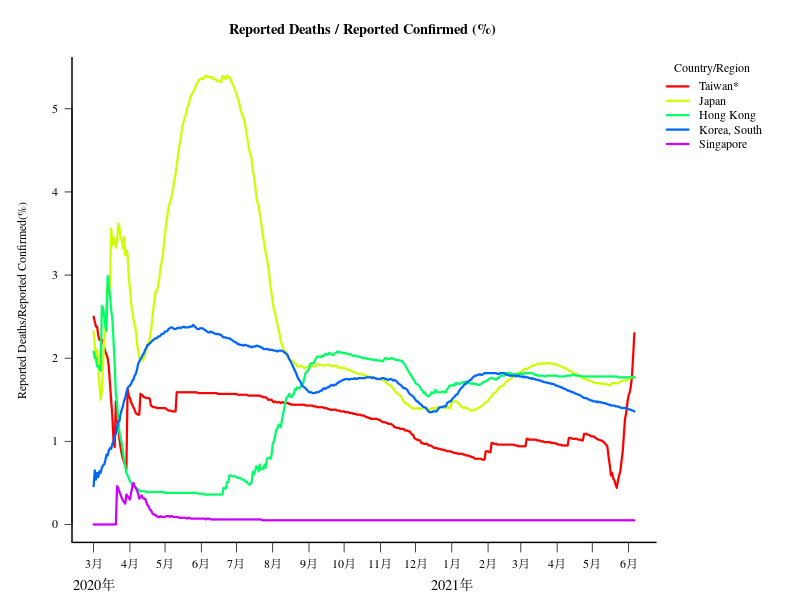 Reported Deaths / Reported Confirmed (%)
Country/Region
Taiwan*
Japan
Hong Kong
Korea, South
Singapore
Reported Deaths/Reported Confirmed(%)
5
4
3
2
1
0
3月 4月 5月 6月 7月 8月 9月 10月 11月 12月 1月 2月 3月 4月 5月 6月
2020年 2021年